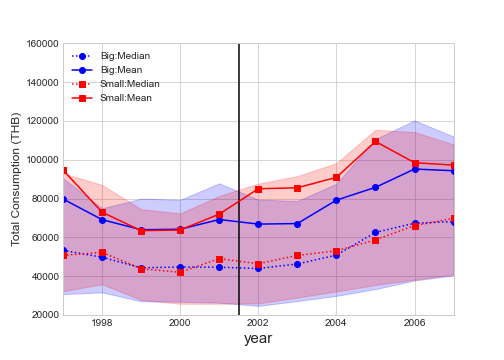 160000
140000
120000
100000
80000
60000
40000
20000
Total Consumption (THB)
Big:Median
Big:Mean
Small:Median
Small:Mean
1998
2000
2002
2004
2006
year